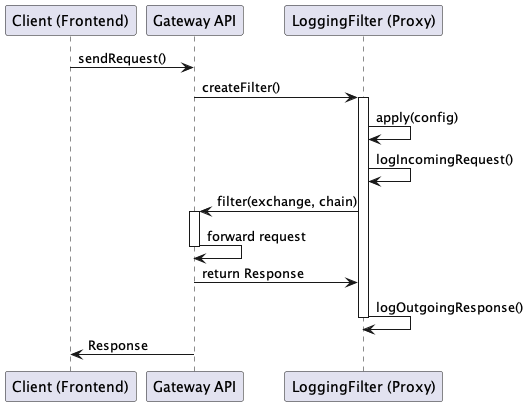 Client (Frontend) Gateway API LoggingFilter (Proxy)
sendRequest()
createFilter()
apply(config)
logIncomingRequest()
filter(exchange, chain)
forward request
return Response
logOutgoingResponse()
Response
Client (Frontend) Gateway API LoggingFilter (Proxy)